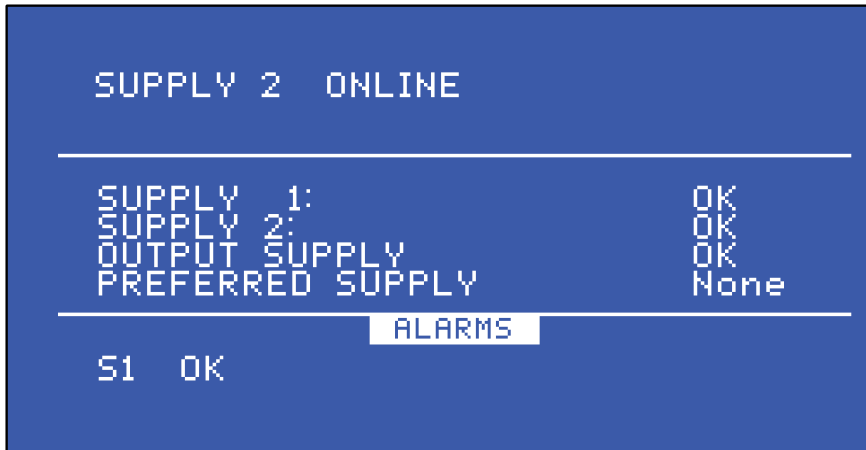 SUPPLY 2 ONLINE
SUPPLY 1: OK
SUPPLY 2: OK
OUTPUT SUPPLY OK
PREFERRED SUPPLY None
ALARMS
S1 OK